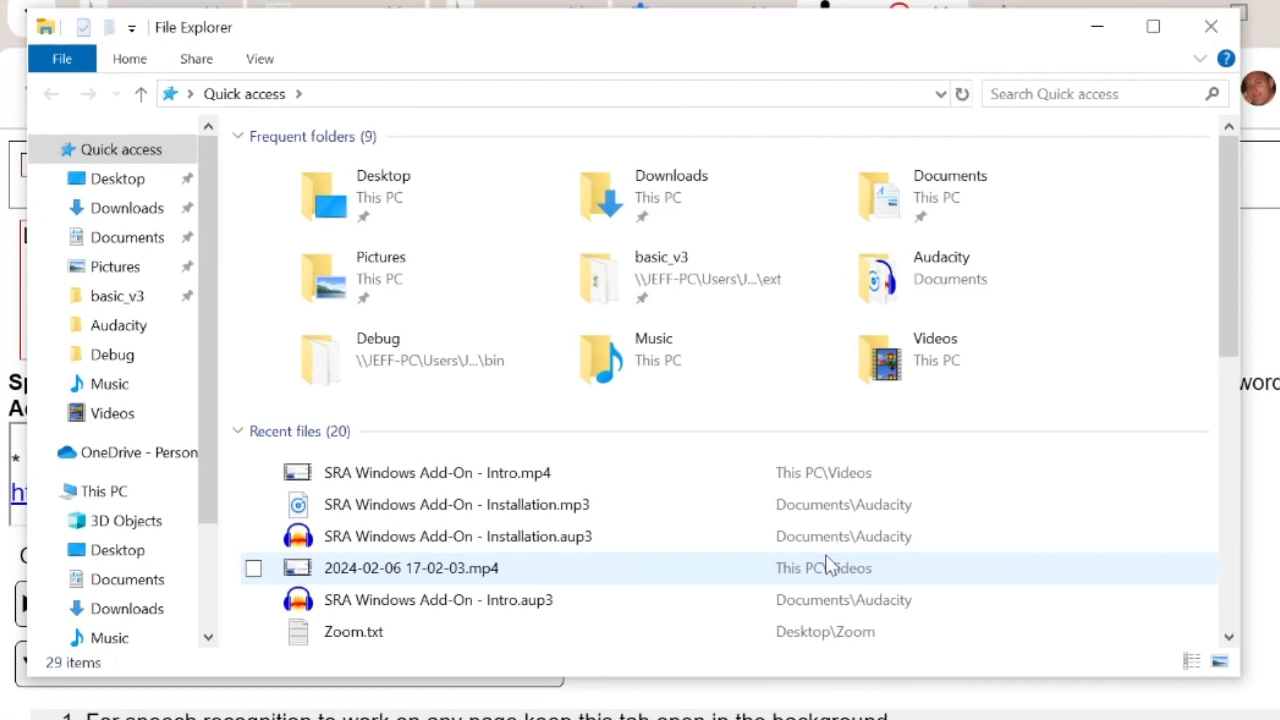 File Explorer
File Home Share View
Quick access
Search Quick access
Quick access
Desktop
Downloads
Documents
Pictures
basic_v3
Audacity
Debug
Music
Videos
OneDrive - Person
This PC
3D Objects
Desktop
Documents
Downloads
Music
Frequent folders (9)
Desktop
This PC
Downloads
This PC
Documents
This PC
Pictures
This PC
basic_v3
\\JEFF-PC\Users\J...\ext
Audacity
Documents
Debug
\\JEFF-PC\Users\J...\bin
Music
This PC
Videos
This PC
Recent files (20)
SRA Windows Add-On - Intro.mp4 This PC\Videos
SRA Windows Add-On - Installation.mp3 Documents\Audacity
SRA Windows Add-On - Installation.aup3 Documents\Audacity
2024-02-06 17-02-03.mp4 This PC\Videos
SRA Windows Add-On - Intro.aup3 Documents\Audacity
Zoom.txt Desktop\Zoom
29 items
1. For speech recognition to work on any page keep this tab open in the background